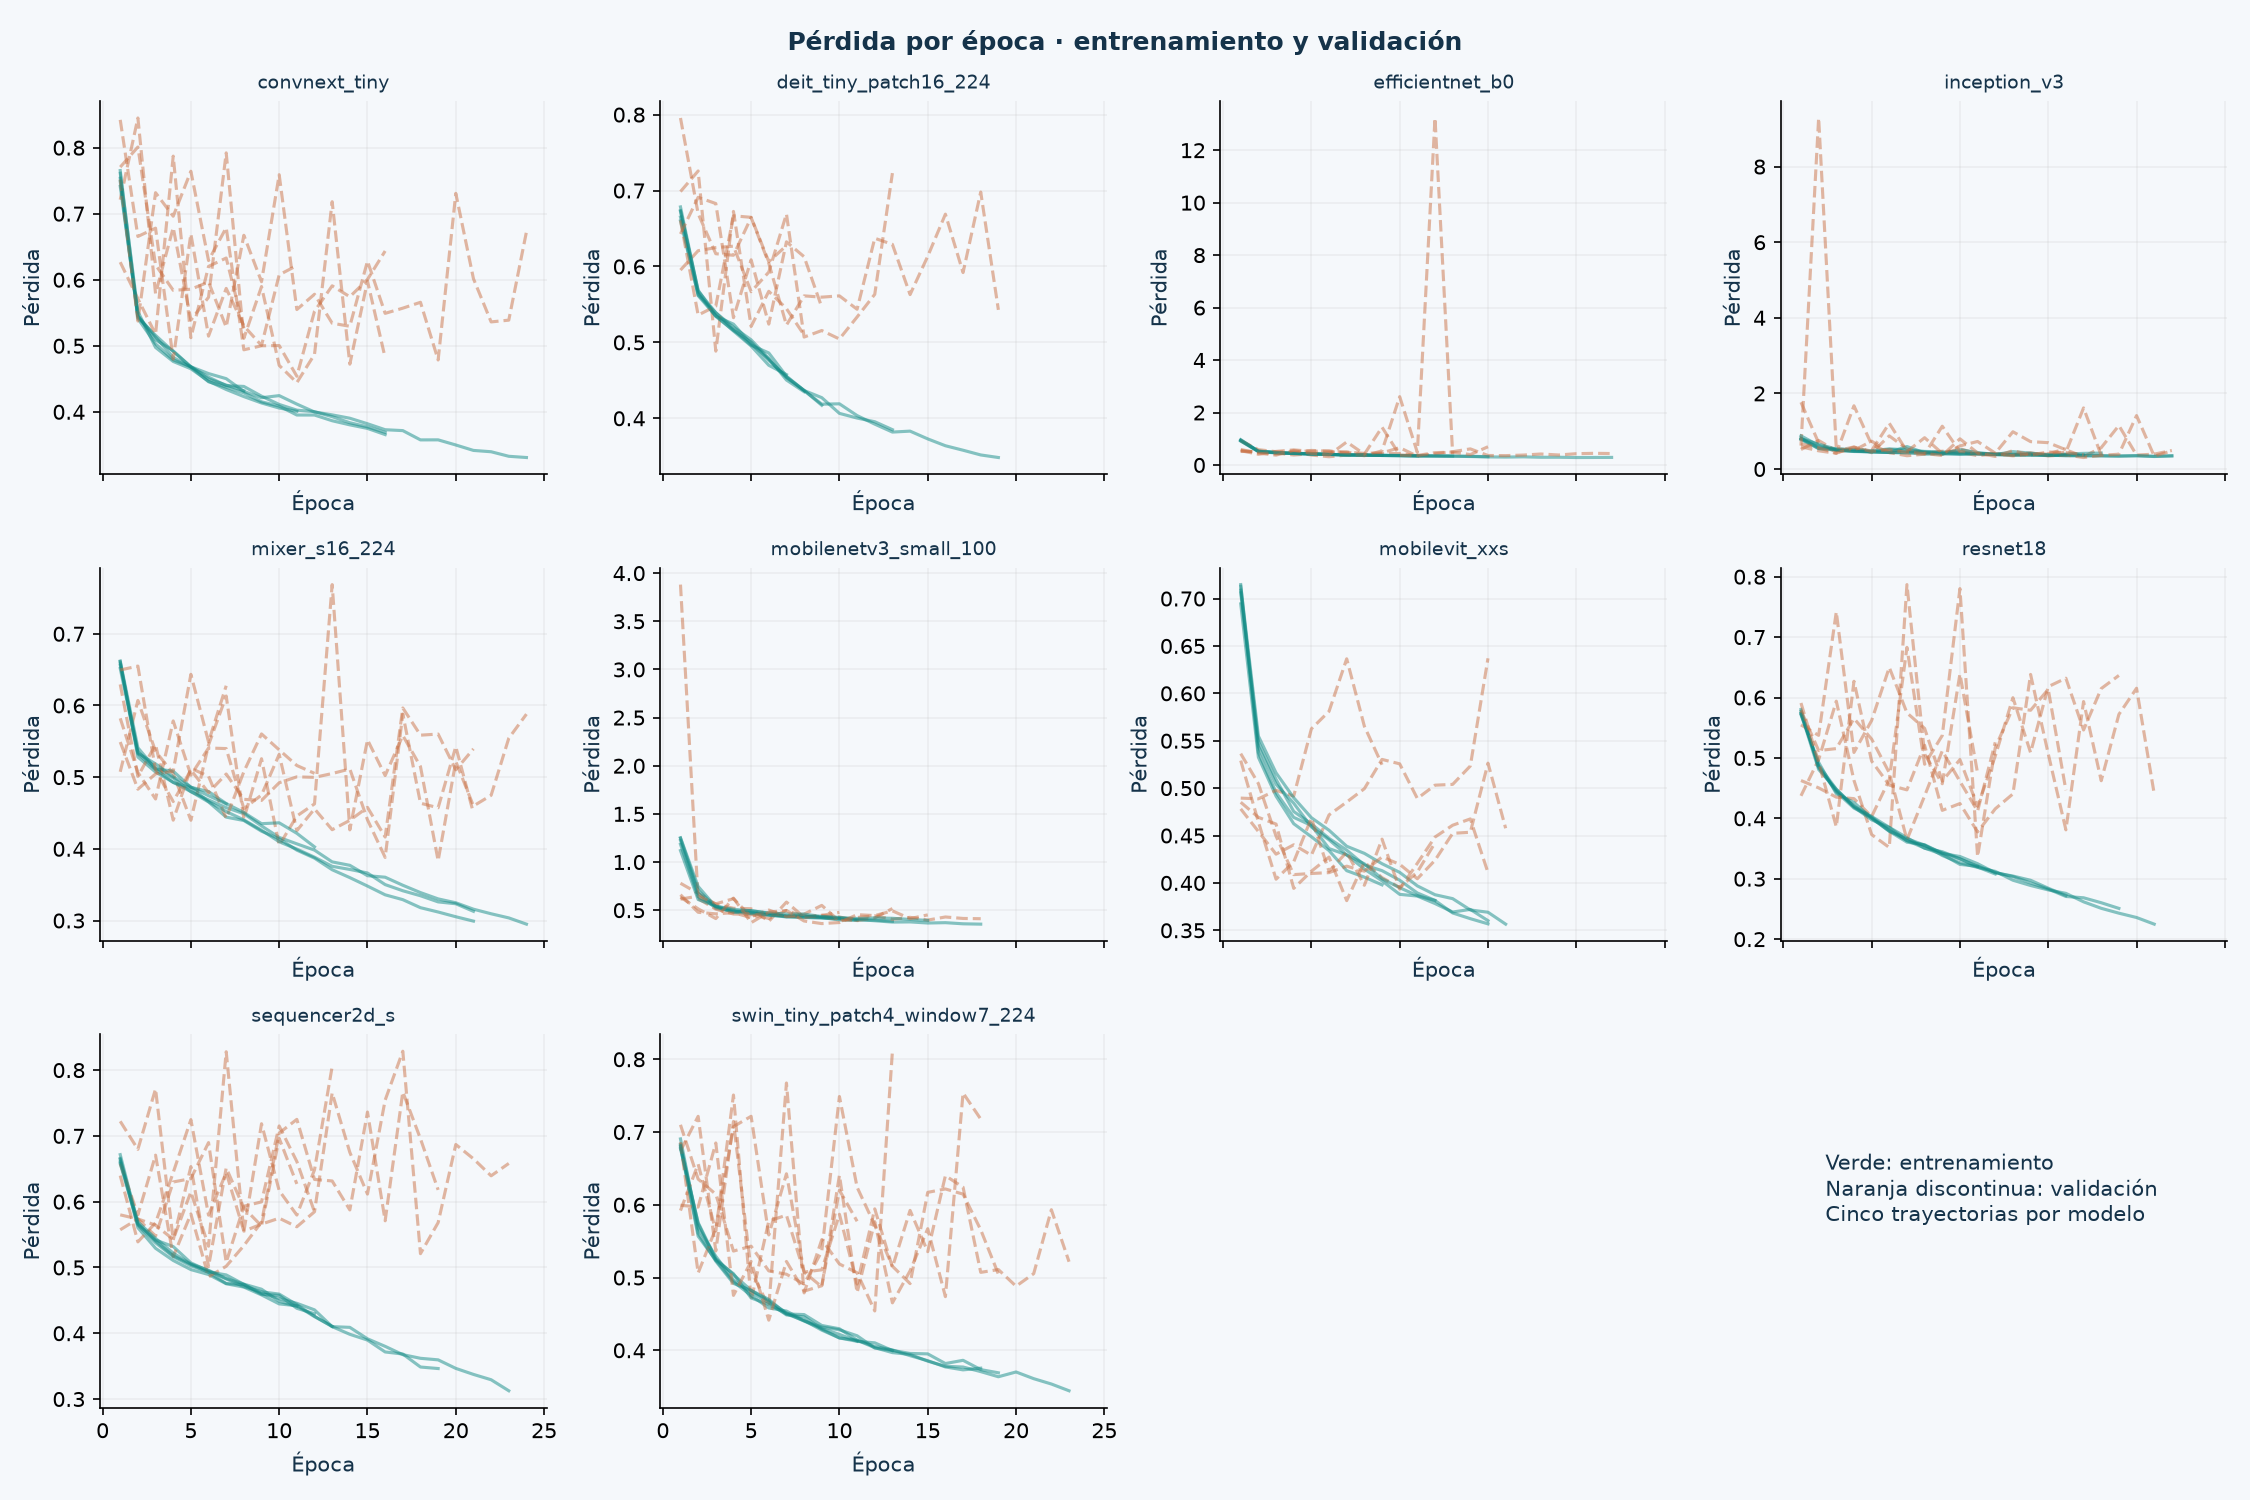 Pérdida por época · entrenamiento y validación
convnext_tiny
Pérdida
0.8
0.7
0.6
0.5
0.4
Época
deit_tiny_patch16_224
Pérdida
0.8
0.7
0.6
0.5
0.4
Época
efficientnet_b0
Pérdida
12
10
8
6
4
2
0
Época
inception_v3
Pérdida
8
6
4
2
0
Época
mixer_s16_224
Pérdida
0.7
0.6
0.5
0.4
0.3
Época
mobilenetv3_small_100
Pérdida
4.0
3.5
3.0
2.5
2.0
1.5
1.0
0.5
Época
mobilevit_xxs
Pérdida
0.70
0.65
0.60
0.55
0.50
0.45
0.40
0.35
Época
resnet18
Pérdida
0.8
0.7
0.6
0.5
0.4
0.3
0.2
Época
sequencer2d_s
Pérdida
0.8
0.7
0.6
0.5
0.4
0.3
0 5 10 15 20 25
Época
swin_tiny_patch4_window7_224
Pérdida
0.8
0.7
0.6
0.5
0.4
0 5 10 15 20 25
Época
Verde: entrenamiento
Naranja discontinua: validación
Cinco trayectorias por modelo